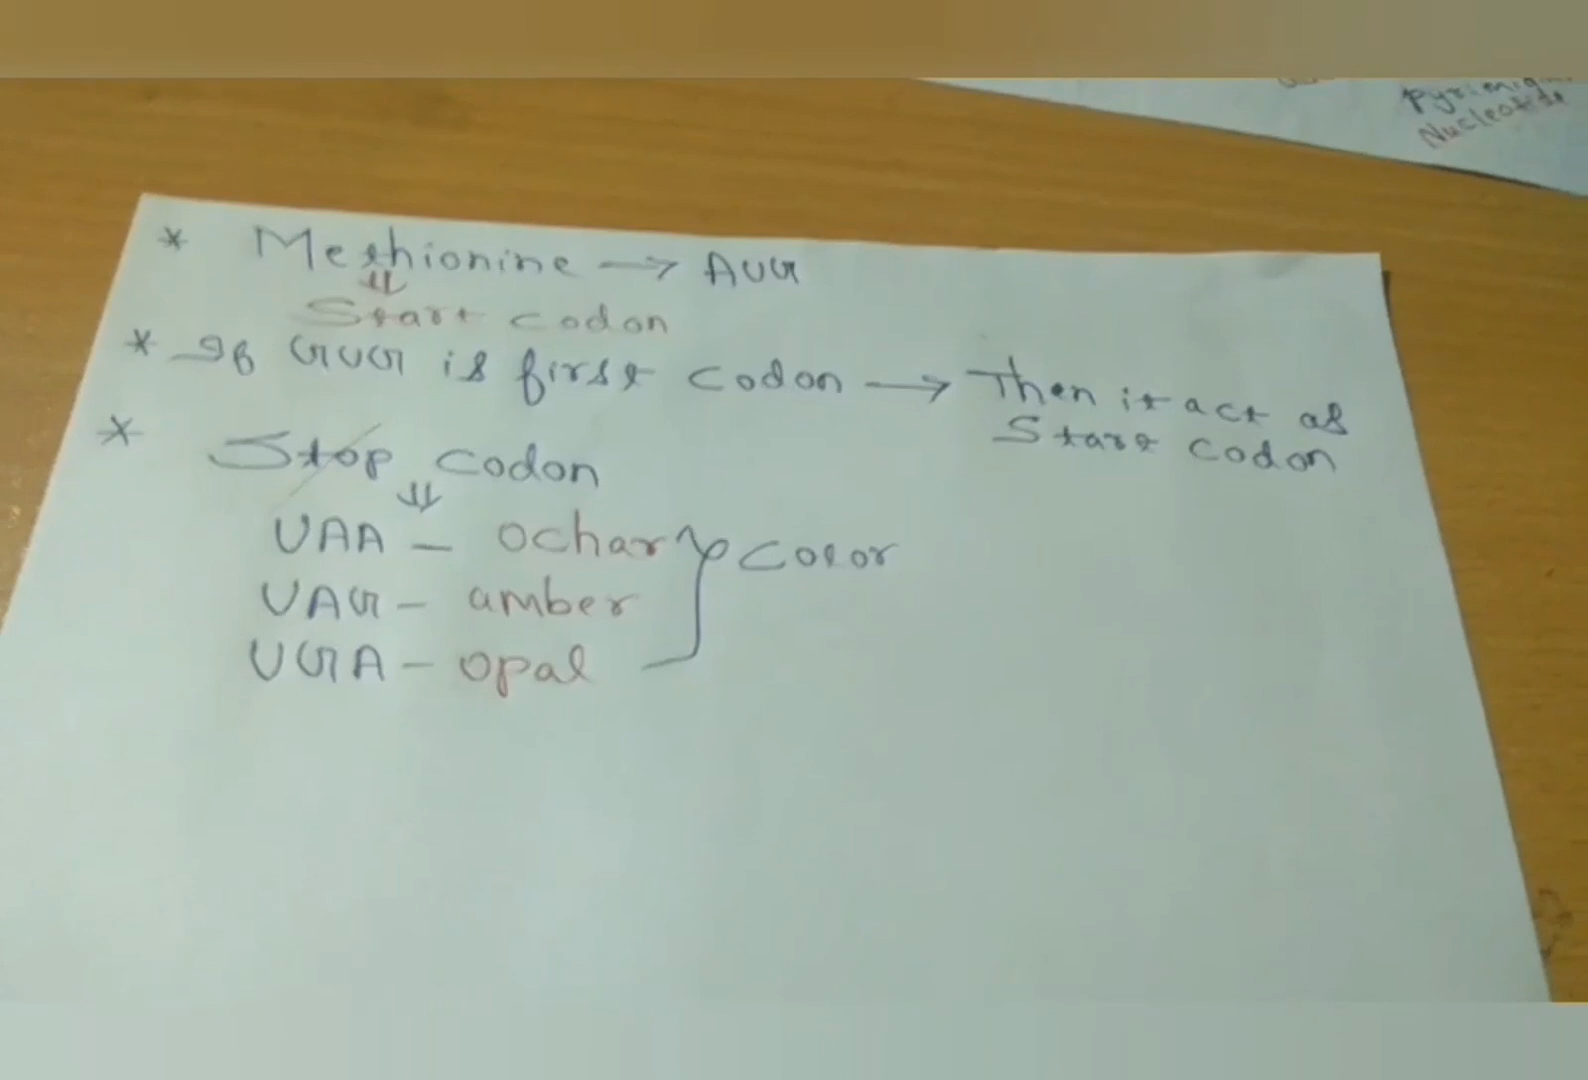 Pyrimi
Nucleotide
* Methionine → AUG
⇓
Start codon
* If GUG is first codon → Then it act as
Start codon
* Stop codon
⇓
UAA - ochar
color
UAG - amber
UGA - opal